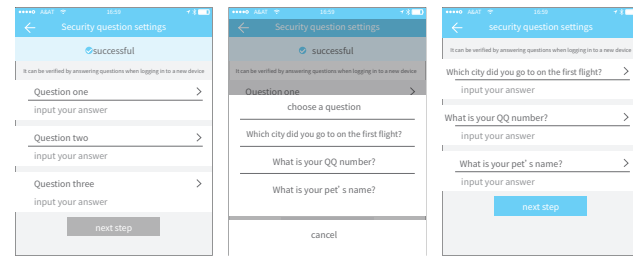 A&AT 16:59
Security question settings
successful
It can be verified by answering questions when logging in to a new device
Question one
input your answer
Question two
input your answer
Question three
input your answer
next step
A&AT 16:59
Security question settings
successful
It can be verified by answering questions when logging in to a new device
Question one
choose a question
Which city did you go to on the first flight?
What is your QQ number?
What is your pet's name?
cancel
A&AT 16:59
security question settings
It can be verified by answering questions when logging in to a new device
Which city did you go to on the first flight?
input your answer
What is your QQ number?
input your answer
What is your pet's name?
input your answer
next step